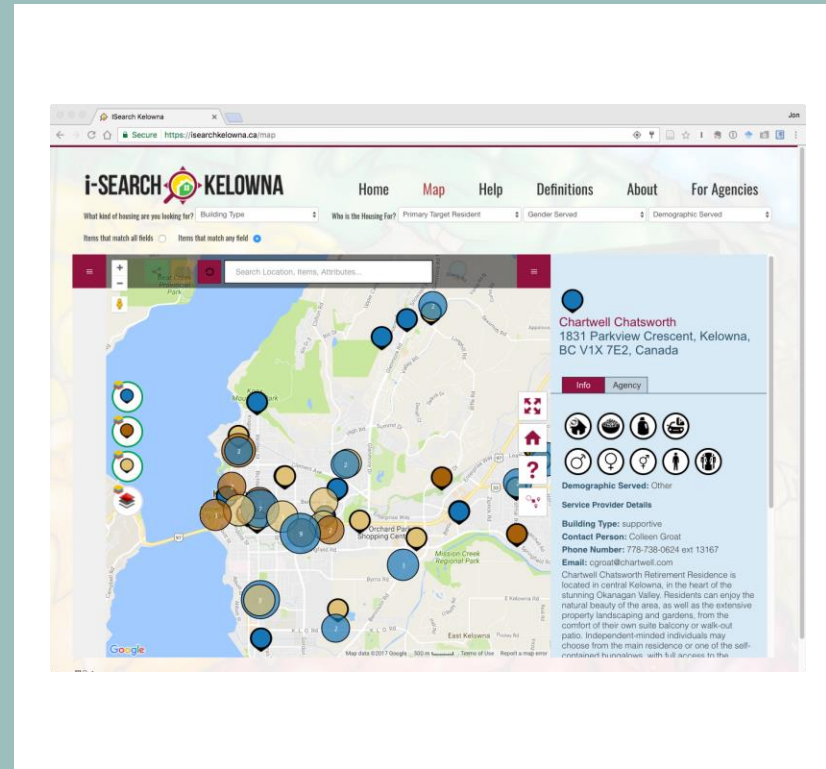 iSearch Kelowna
Jon
Secure https://isearchkelowna.ca/map
i-SEARCH KELOWNA
Home Map Help Definitions About For Agencies
What kind of housing are you looking for? Building Type Who is the Housing For? Primary Target Resident Gender Served Demographic Served
Items that match all fields Items that match any field
Search Location, Items, Attributes...
Park
Chartwell Chatsworth
1831 Parkview Crescent, Kelowna,
BC V1X 7E2, Canada
Info Agency
Demographic Served: Other
Service Provider Details
Building Type: supportive
Contact Person: Colleen Groat
Phone Number: 778-738-0624 ext 13167
Email: cgroat@chartwell.com
Chartwell Chatsworth Retirement Residence is
located in central Kelowna, in the heart of the
stunning Okanagan Valley. Residents can enjoy the
natural beauty of the area, as well as the extensive
property landscaping and gardens, from the
comfort of their own suite balcony or walk-out
patio. Independent-minded individuals may
choose from the main residence or one of the self-
contained bungalows, with full access to the
Orchard Park
Shopping Cent
Mission Creek
Regional Park
Byrns Rd
K.L.O. Rd
East Kelowna
Google
Map data ©2017 Google 500 m Terms of Use Report a map error